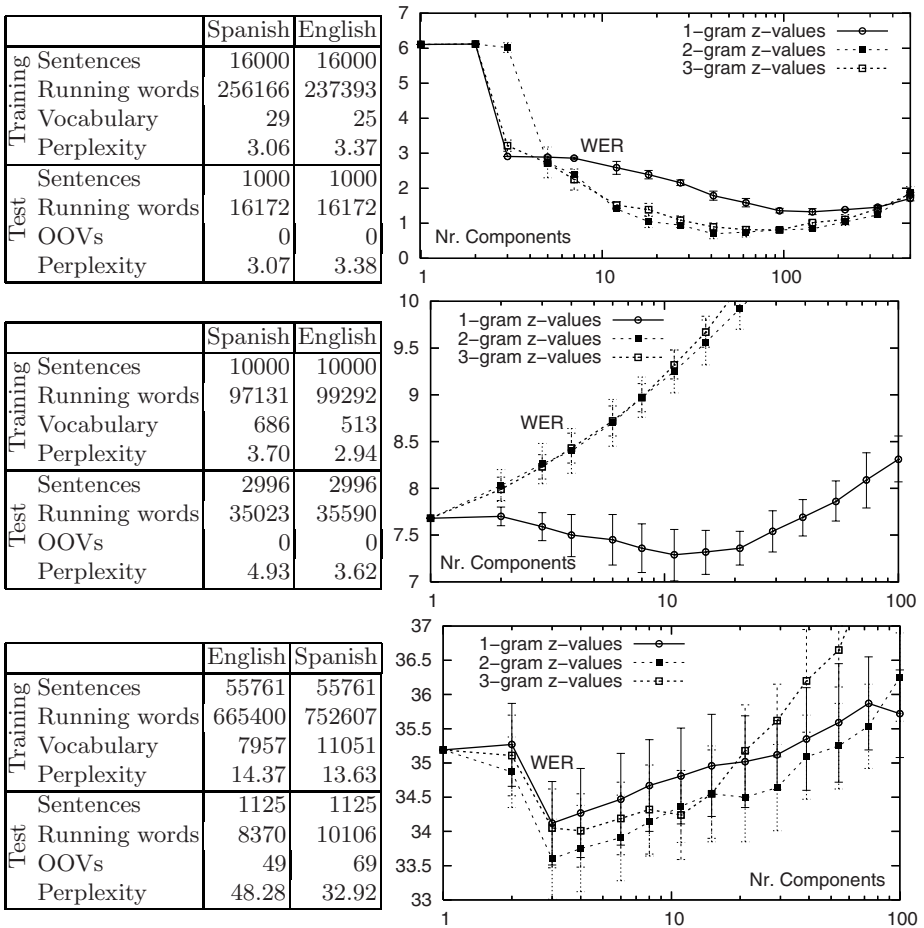 Spanish English
Training
Sentences 16000 16000
Running words 256166 237393
Vocabulary 29 25
Perplexity 3.06 3.37
Test
Sentences 1000 1000
Running words 16172 16172
OOVs 0 0
Perplexity 3.07 3.38
7
6
5
4
3
2
1
0
1-gram z-values
2-gram z-values
3-gram z-values
WER
Nr. Components
1 10 100
Spanish English
Training
Sentences 10000 10000
Running words 97131 99292
Vocabulary 686 513
Perplexity 3.70 2.94
Test
Sentences 2996 2996
Running words 35023 35590
OOVs 0 0
Perplexity 4.93 3.62
10
9.5
9
8.5
8
7.5
7
1-gram z-values
2-gram z-values
3-gram z-values
WER
Nr. Components
1 10 100
English Spanish
Training
Sentences 55761 55761
Running words 665400 752607
Vocabulary 7957 11051
Perplexity 14.37 13.63
Test
Sentences 1125 1125
Running words 8370 10106
OOVs 49 69
Perplexity 48.28 32.92
37
36.5
36
35.5
35
34.5
34
33.5
33
1-gram z-values
2-gram z-values
3-gram z-values
WER
Nr. Components
1 10 100